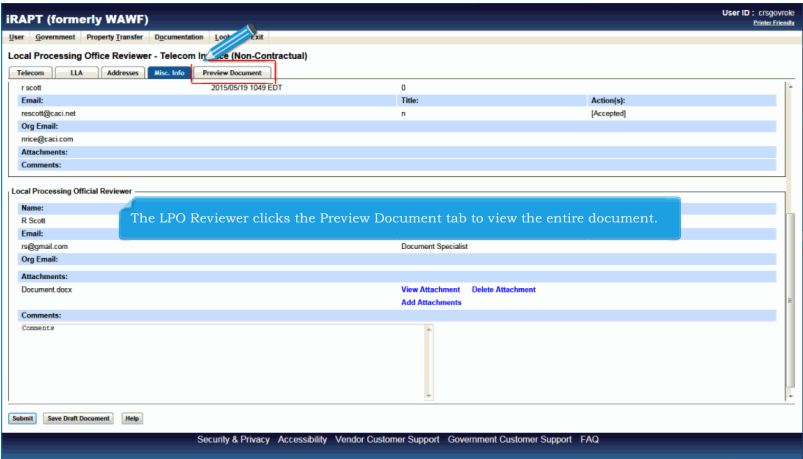 iRAPT (formerly WAWF)
User ID : crsgovrole
Printer Friendly
User Government Property Transfer Documentation Exit
Local Processing Office Reviewer - Telecom Invoice (Non-Contractual)
Telecom LLA Addresses Misc. Info Preview Document
r scott 2015/05/19 1049 EDT 0
Email: Title: Action(s):
rescott@caci.net n [Accepted]
Org Email:
nrice@caci.com
Attachments:
Comments:
Local Processing Official Reviewer
Name:
The LPO Reviewer clicks the Preview Document tab to view the entire document.
R Scott
Email:
rs@gmail.com Document Specialist
Org Email:
Attachments:
Document.docx View Attachment Delete Attachment
Add Attachments
Comments:
Comments
Submit Save Draft Document Help
Security & Privacy Accessibility Vendor Customer Support Government Customer Support FAQ